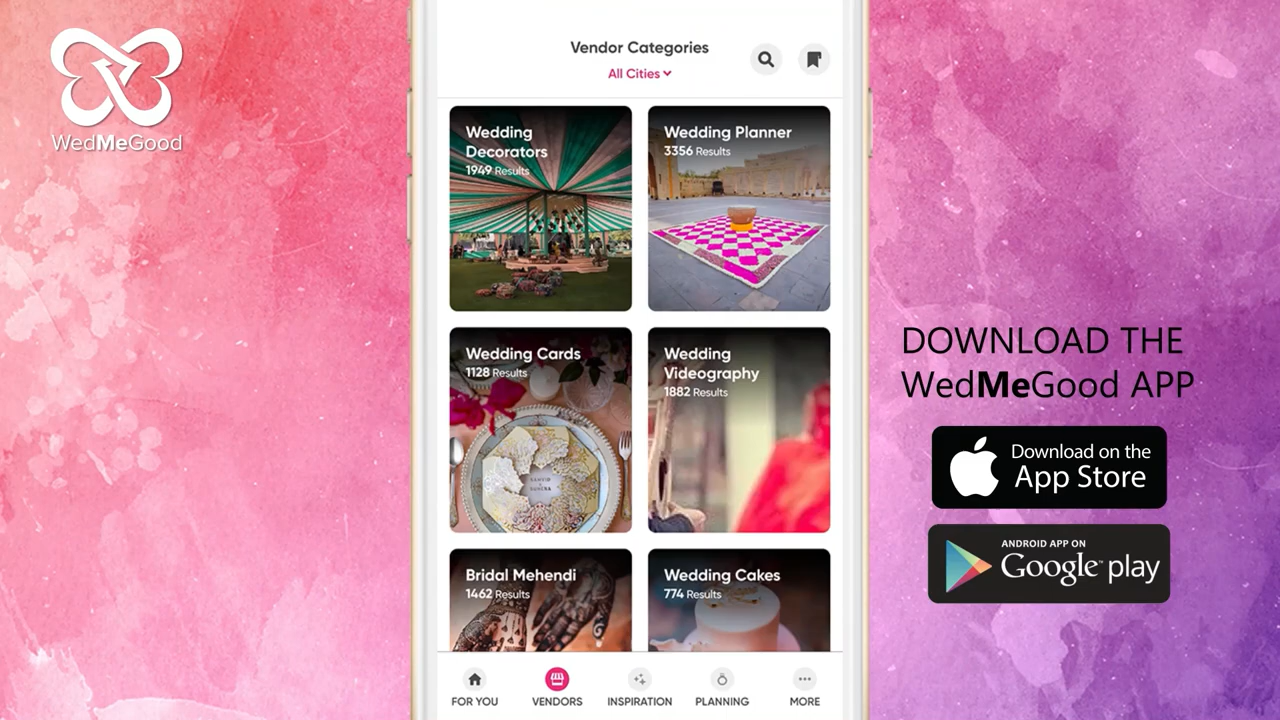 WedMeGood
Vendor Categories
All Cities
Wedding
Decorators
1949 Results
Wedding Planner
3356 Results
Wedding Cards
1128 Results
Wedding
Videography
1882 Results
Bridal Mehendi
1462 Results
Wedding Cakes
774 Results
FOR YOU
VENDORS
INSPIRATION
PLANNING
MORE
DOWNLOAD THE
WedMeGood APP
Download on the
App Store
ANDROID APP ON
Google play